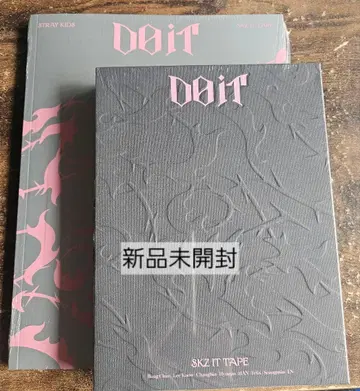 STRAY KIDS
DO iT
DO iT
新品未開封
SKZ IT TAPE
Bang Chan Lee Know Changbin Hyunjin HAN Felix Seungmin I.N